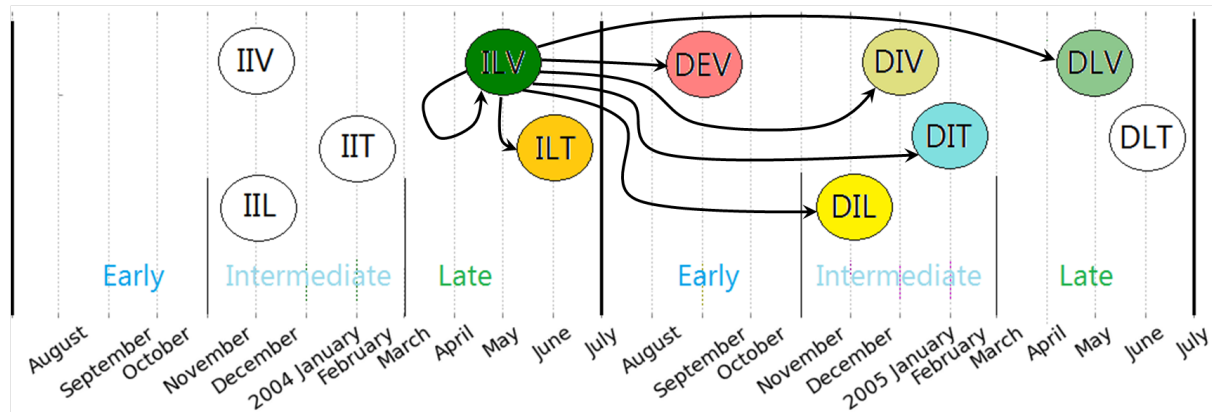 IIV ILV DEV DIV DLV
IIT ILT DIT DLT
IIL DIL
Early Intermediate Late Early Intermediate Late
August September October November December 2004 January February March April May June July August September October November December 2005 January February March April May June July